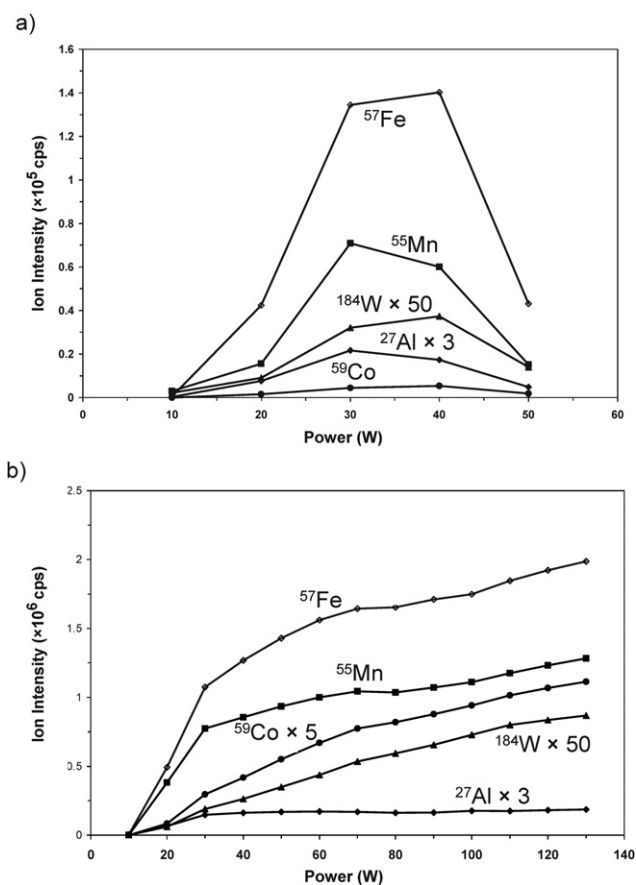 a)
1.6
1.4
1.2
1
0.8
0.6
0.4
0.2
0
Ion Intensity (×10⁵ cps)
⁵⁷Fe
⁵⁵Mn
¹⁸⁴W × 50
²⁷Al × 3
⁵⁹Co
0 10 20 30 40 50 60
Power (W)
b)
2.5
2
1.5
1
0.5
0
Ion Intensity (×10⁶ cps)
⁵⁷Fe
⁵⁵Mn
⁵⁹Co × 5
¹⁸⁴W × 50
²⁷Al × 3
0 20 40 60 80 100 120 140
Power (W)